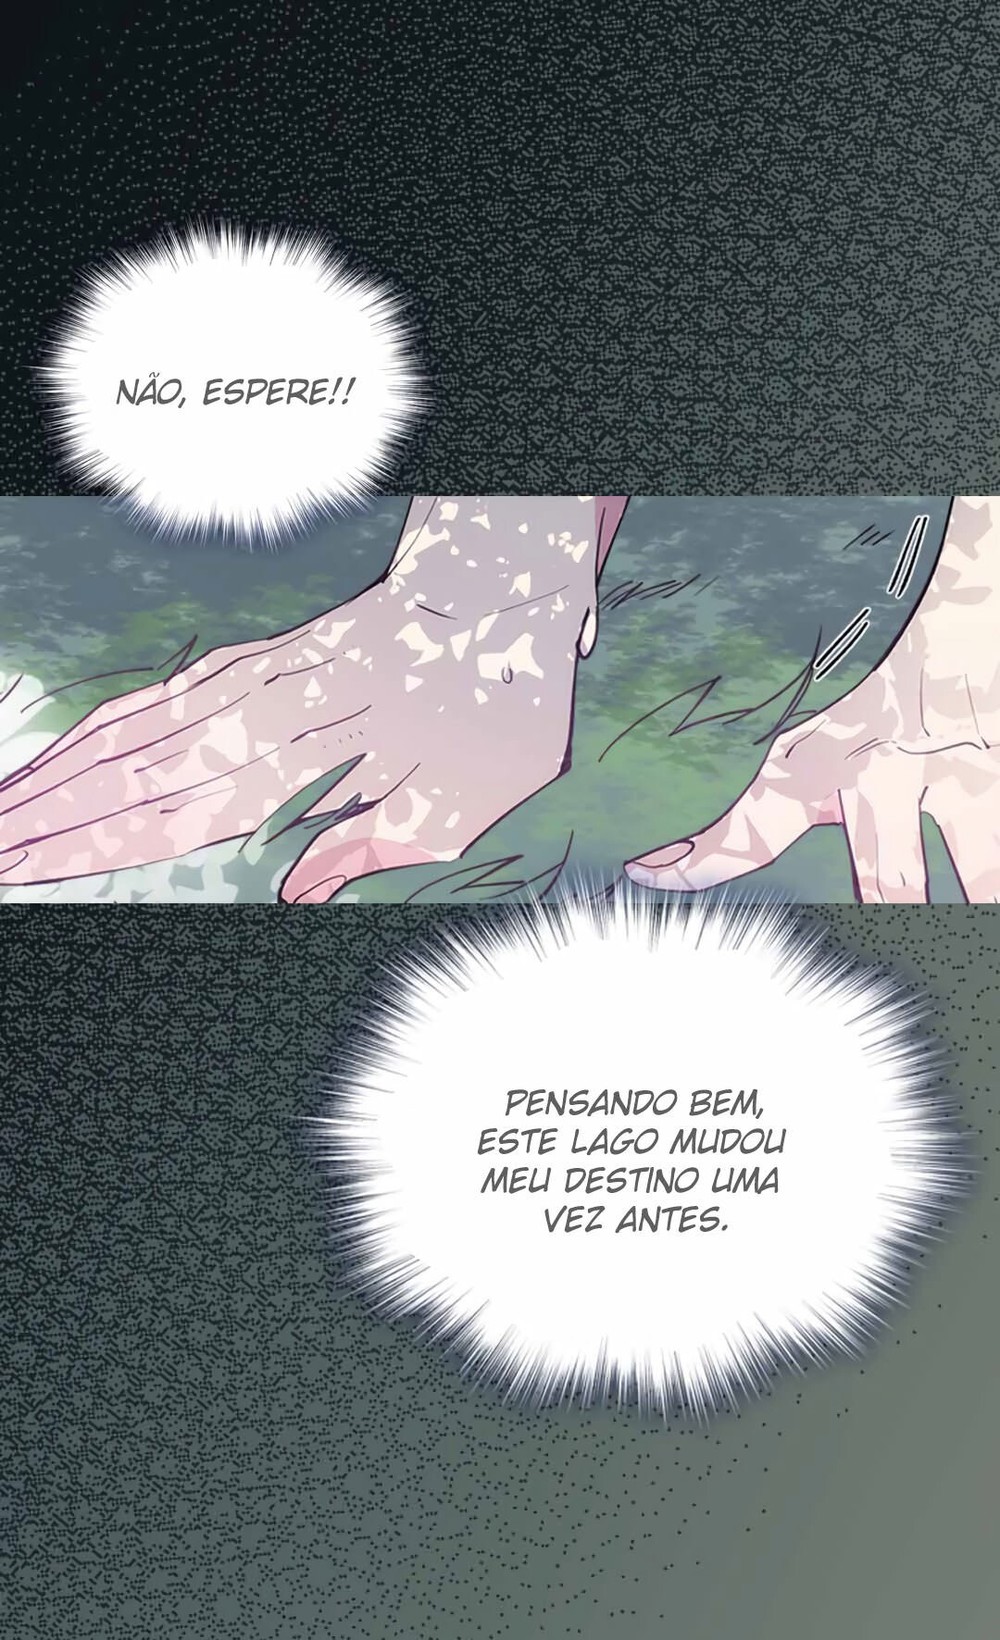 NÃO, ESPERE!!
PENSANDO BEM,
ESTE LAGO MUDOU
MEU DESTINO UMA
VEZ ANTES.